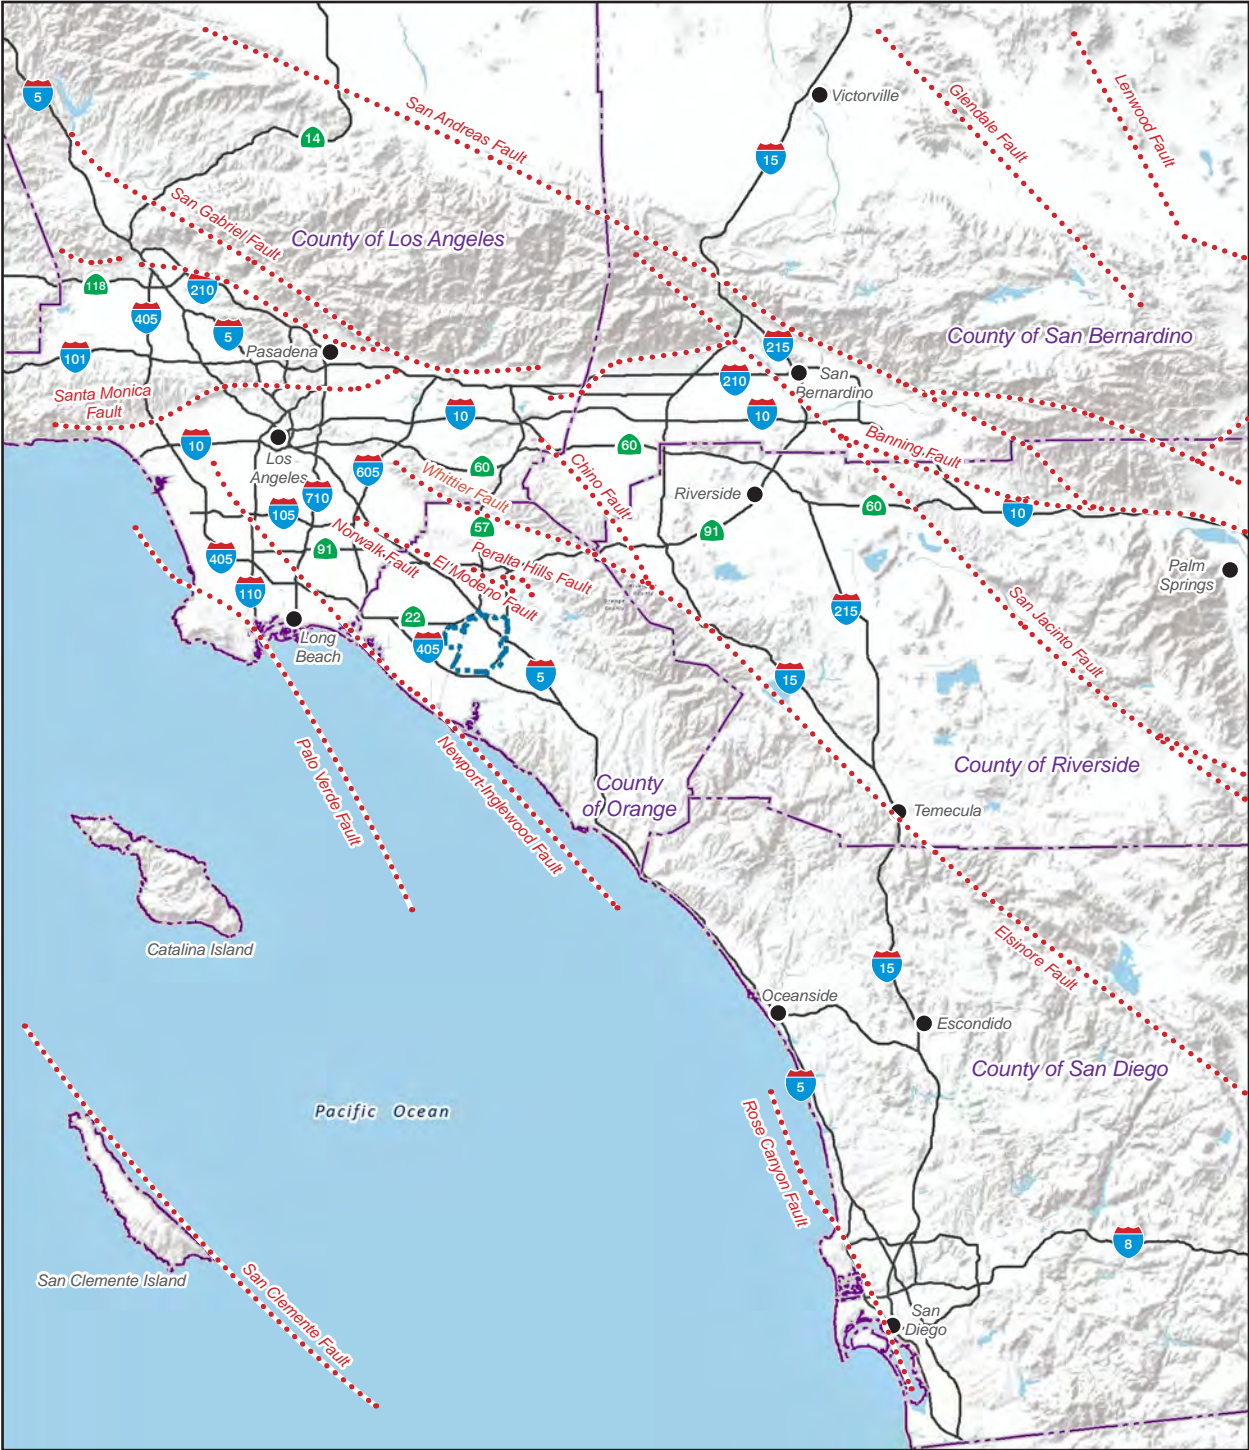 5
14
San Andreas Fault
Victorville
15
Glendale Fault
Lenwood Fault
San Gabriel Fault
County of Los Angeles
118
210
405
5
101
Pasadena
Santa Monica
Fault
215
210
San
Bernardino
County of San Bernardino
10
10
10
Los
Angeles
605
710
105
60
60
Whittier Fault
Chino Fault
Riverside
Banning Fault
60
10
57
91
91
Norwalk Fault
Peralta Hills Fault
El Modeno Fault
405
110
Palm
Springs
215
San Jacinto Fault
22
Long
Beach
405
5
15
Palo Verde Fault
Newport-Inglewood Fault
County
of Orange
County of Riverside
Temecula
Catalina Island
Elsinore Fault
15
Oceanside
Escondido
County of San Diego
5
Pacific Ocean
Rose Canyon Fault
8
San Clemente Island
San Clemente Fault
San
Diego